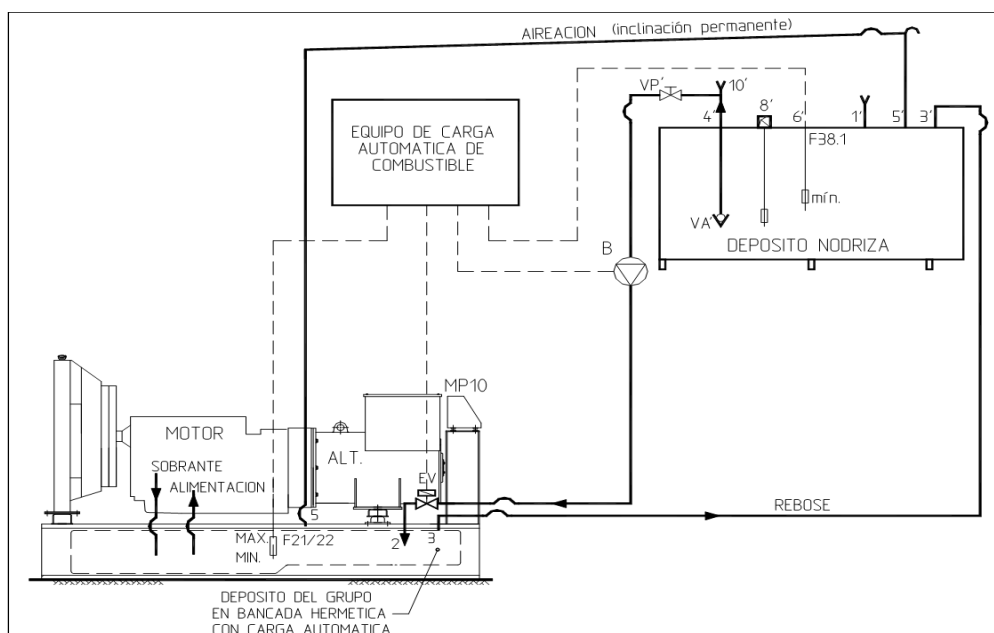 AIREACION (inclinación permanente)
VP'
10'
4'
8'
6'
1'
5'
3'
F38.1
mín.
VA'
DEPOSITO NODRIZA
EQUIPO DE CARGA
AUTOMATICA DE
COMBUSTIBLE
B
MP10
MOTOR
ALT.
SOBRANTE
ALIMENTACION
EV
5
REBOSE
MAX.
F21/22
MIN.
2
3
DEPOSITO DEL GRUPO
EN BANCADA HERMETICA
CON CARGA AUTOMATICA